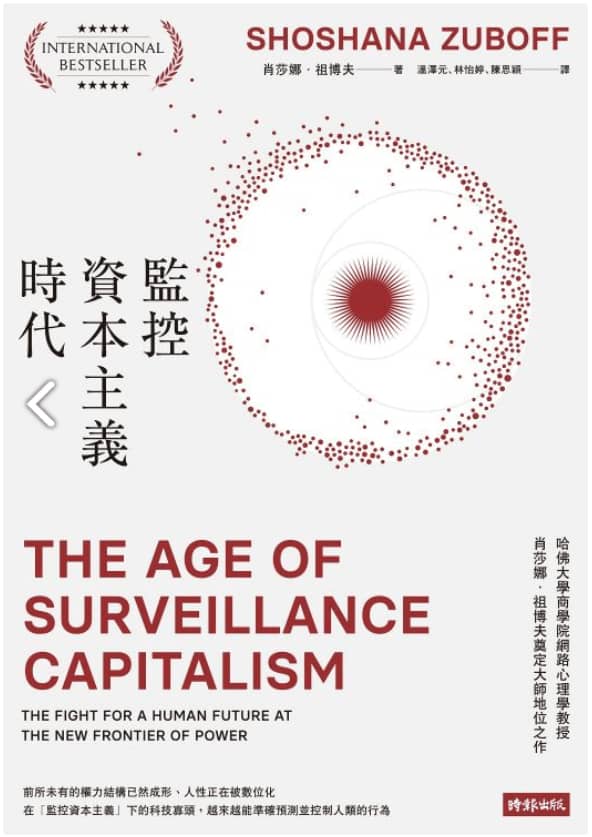 INTERNATIONAL
BESTSELLER
SHOSHANA ZUBOFF
肖莎娜·祖博夫——著 溫澤元、林怡婷、陳思穎——譯
監控
資本主義
時代
THE AGE OF
SURVEILLANCE
CAPITALISM
THE FIGHT FOR A HUMAN FUTURE AT
THE NEW FRONTIER OF POWER
哈佛大學商學院網路心理學教授
肖莎娜·祖博夫奠定大師地位之作
前所未有的權力結構已然成形、人性正在被數位化
在「監控資本主義」下的科技寡頭，越來越能準確預測並控制人類的行為
時報出版